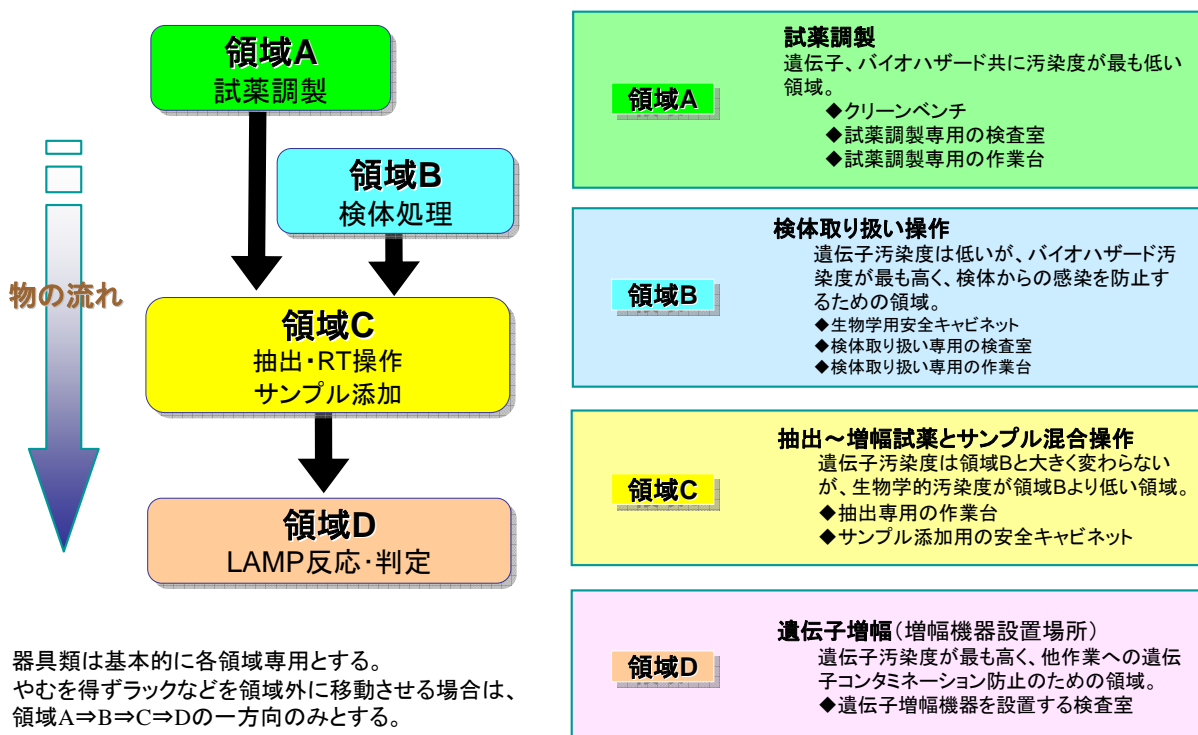 領域A
試薬調製
領域B
検体処理
物の流れ
領域C
抽出・RT操作
サンプル添加
領域D
LAMP反応・判定
器具類は基本的に各領域専用とする。
やむを得ずラックなどを領域外に移動させる場合は、
領域A⇒B⇒C⇒Dの一方向のみとする。
領域A
試薬調製
遺伝子、バイオハザード共に汚染度が最も低い
領域。
◆クリーンベンチ
◆試薬調製専用の検査室
◆試薬調製専用の作業台
領域B
検体取り扱い操作
遺伝子汚染度は低いが、バイオハザード汚
染度が最も高く、検体からの感染を防止す
るための領域。
◆生物学用安全キャビネット
◆検体取り扱い専用の検査室
◆検体取り扱い専用の作業台
領域C
抽出～増幅試薬とサンプル混合操作
遺伝子汚染度は領域Bと大きく変わらない
が、生物学的汚染度が領域Bより低い領域。
◆抽出専用の作業台
◆サンプル添加用の安全キャビネット
領域D
遺伝子増幅（増幅機器設置場所）
遺伝子汚染度が最も高く、他作業への遺伝
子コンタミネーション防止のための領域。
◆遺伝子増幅機器を設置する検査室